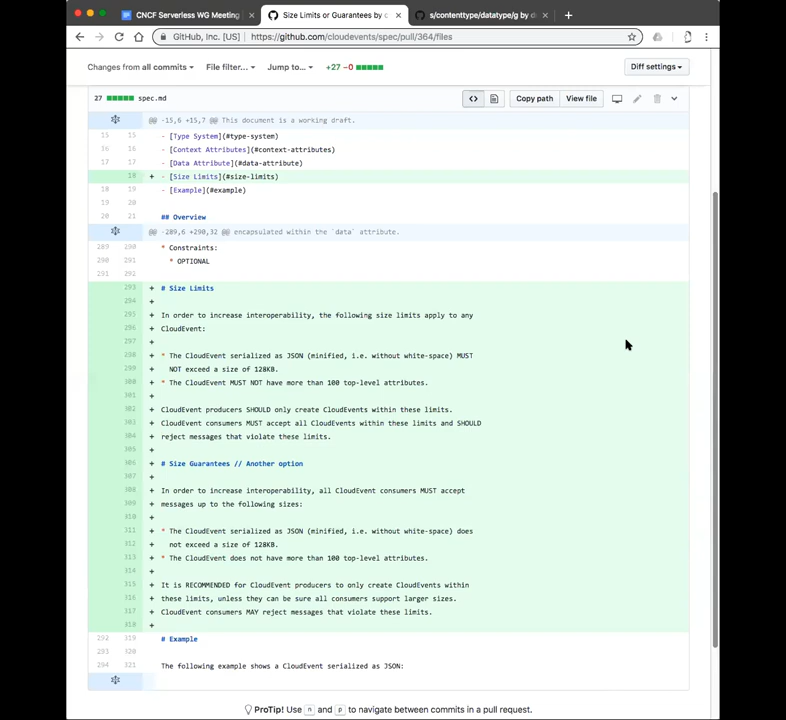 CNCF Serverless WG Meeting
Size Limits or Guarantees by c
s/contenttype/datatype/g by d
GitHub, Inc. [US] https://github.com/cloudevents/spec/pull/364/files
Changes from all commits File filter... Jump to... +27 −0 Diff settings
27 spec.md Copy path View file
@@ -15,6 +15,7 @@ This document is a working draft.
15 15 - [Type System](#type-system)
16 16 - [Context Attributes](#context-attributes)
17 17 - [Data Attribute](#data-attribute)
18 + - [Size Limits](#size-limits)
18 19 - [Example](#example)
19 20
20 21 ## Overview
@@ -289,6 +290,32 @@ encapsulated within the `data` attribute.
289 290 * Constraints:
290 291 * OPTIONAL
291 292
293 + # Size Limits
294 +
295 + In order to increase interoperability, the following size limits apply to any
296 + CloudEvent:
297 +
298 + * The CloudEvent serialized as JSON (minified, i.e. without white-space) MUST
299 + NOT exceed a size of 128KB.
300 + * The CloudEvent MUST NOT have more than 100 top-level attributes.
301 +
302 + CloudEvent producers SHOULD only create CloudEvents within these limits.
303 + CloudEvent consumers MUST accept all CloudEvents within these limits and SHOULD
304 + reject messages that violate these limits.
305 +
306 + # Size Guarantees // Another option
307 +
308 + In order to increase interoperability, all CloudEvent consumers MUST accept
309 + messages up to the following sizes:
310 +
311 + * The CloudEvent serialized as JSON (minified, i.e. without white-space) does
312 + not exceed a size of 128KB.
313 + * The CloudEvent does not have more than 100 top-level attributes.
314 +
315 + It is RECOMMENDED for CloudEvent producers to only create CloudEvents within
316 + these limits, unless they can be sure all consumers support larger sizes.
317 + CloudEvent consumers MAY reject messages that violate these limits.
318 +
292 319 # Example
293 320
294 321 The following example shows a CloudEvent serialized as JSON:
ProTip! Use n and p to navigate between commits in a pull request.